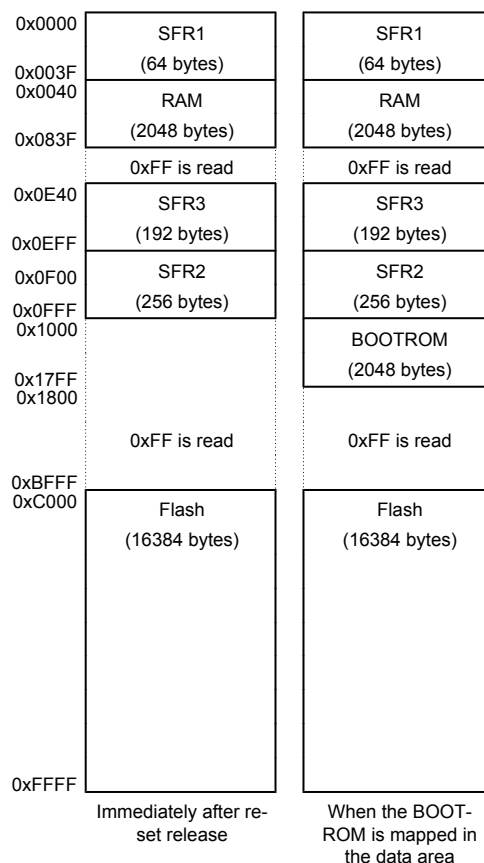 0x0000
SFR1
(64 bytes)
SFR1
(64 bytes)
0x003F
0x0040
RAM
(2048 bytes)
RAM
(2048 bytes)
0x083F
0xFF is read
0xFF is read
0x0E40
SFR3
(192 bytes)
SFR3
(192 bytes)
0x0EFF
0x0F00
SFR2
(256 bytes)
SFR2
(256 bytes)
0x0FFF
0x1000
BOOTROM
(2048 bytes)
0x17FF
0x1800
0xFF is read
0xFF is read
0xBFFF
0xC000
Flash
(16384 bytes)
Flash
(16384 bytes)
0xFFFF
Immediately after re-
set release
When the BOOT-
ROM is mapped in
the data area